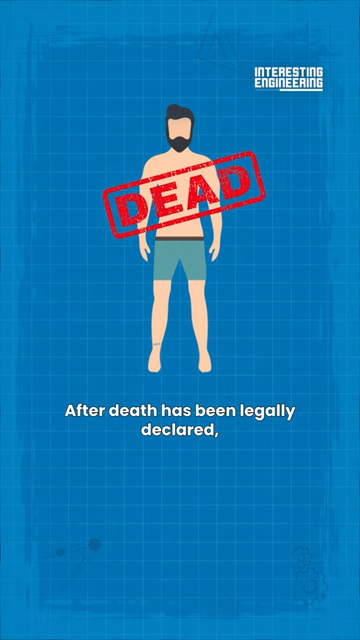 INTERESTING
ENGINEERING
DEAD
After death has been legally
declared,